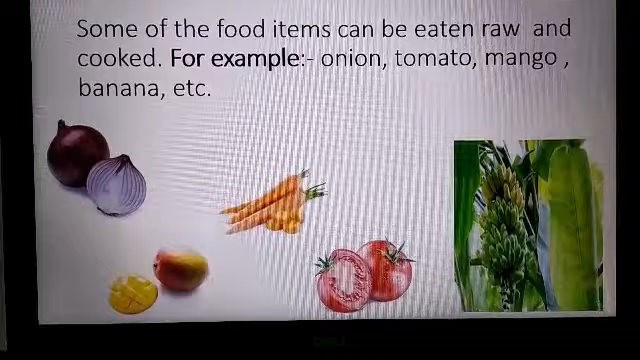 Some of the food items can be eaten raw and
cooked. For example:- onion, tomato, mango ,
banana, etc.